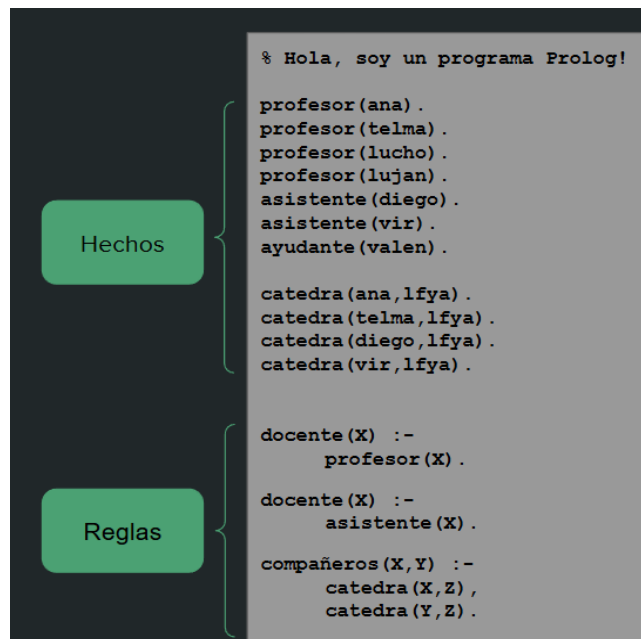 % Hola, soy un programa Prolog!
Hechos
profesor(ana).
profesor(telma).
profesor(lucho).
profesor(lujan).
asistente(diego).
asistente(vir).
ayudante(valen).
catedra(ana,lfya).
catedra(telma,lfya).
catedra(diego,lfya).
catedra(vir,lfya).
Reglas
docente(X) :-
profesor(X).
docente(X) :-
asistente(X).
compañeros(X,Y) :-
catedra(X,Z),
catedra(Y,Z).